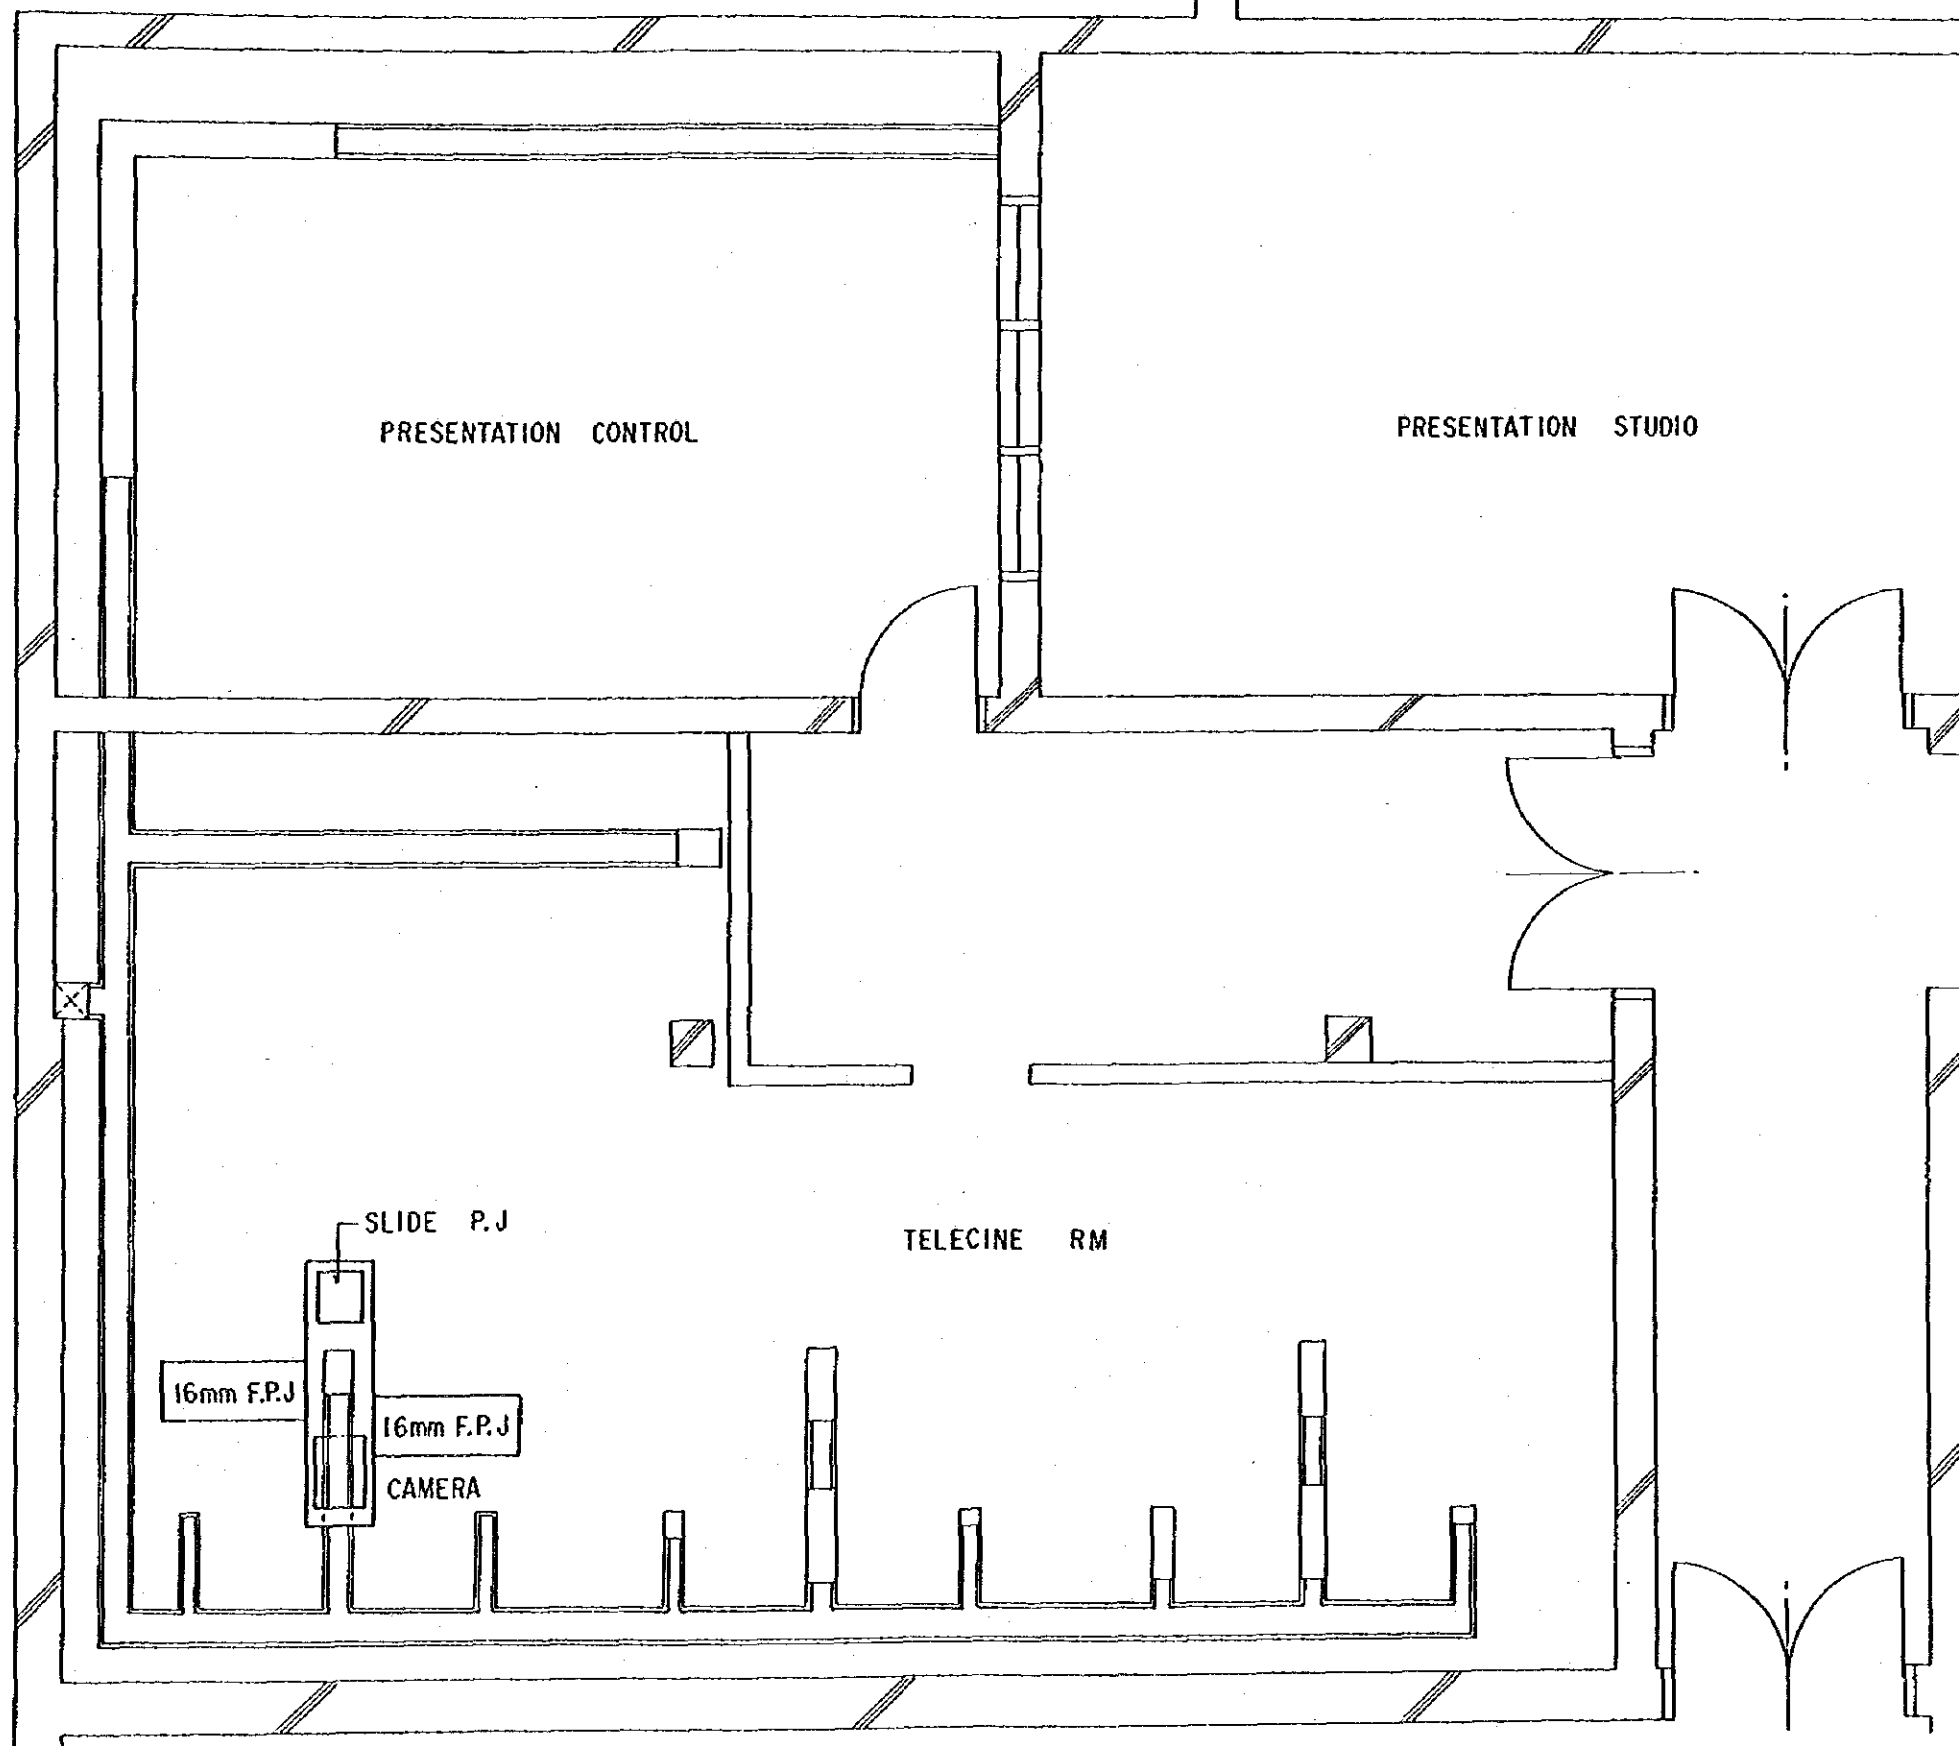 PRESENTATION CONTROL
PRESENTATION STUDIO
SLIDE P.J
TELECINE RM
16mm F.P.J
16mm F.P.J
CAMERA